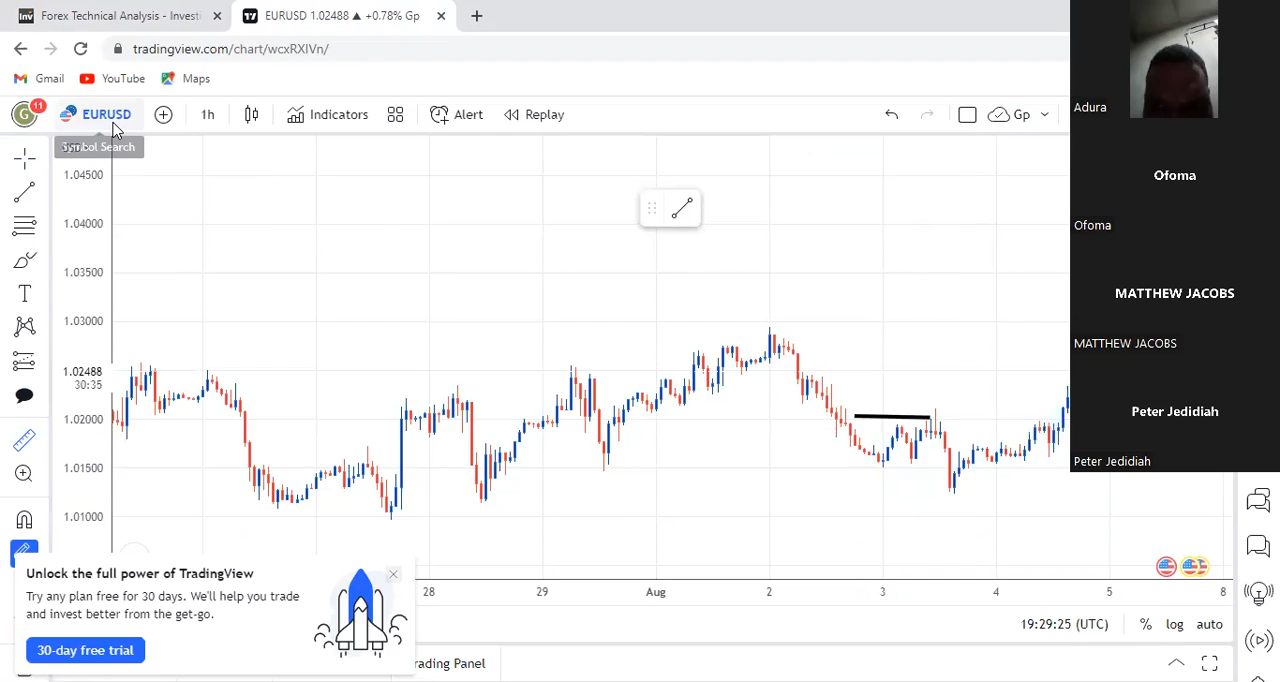 Forex Technical Analysis - Investi
EURUSD 1.02488 ▲ +0.78% Gp
tradingview.com/chart/wcxRXIVn/
Gmail
YouTube
Maps
G
11
EURUSD
1h
Indicators
Alert
Replay
Gp
Symbol Search
1.04500
1.04000
1.03500
1.03000
1.02488
30:35
1.02000
1.01500
1.01000
28
29
Aug
2
3
4
5
8
19:29:25 (UTC)
%
log
auto
Unlock the full power of TradingView
Try any plan free for 30 days. We'll help you trade
and invest better from the get-go.
30-day free trial
rading Panel
Adura
Ofoma
Ofoma
MATTHEW JACOBS
MATTHEW JACOBS
Peter Jedidiah
Peter Jedidiah